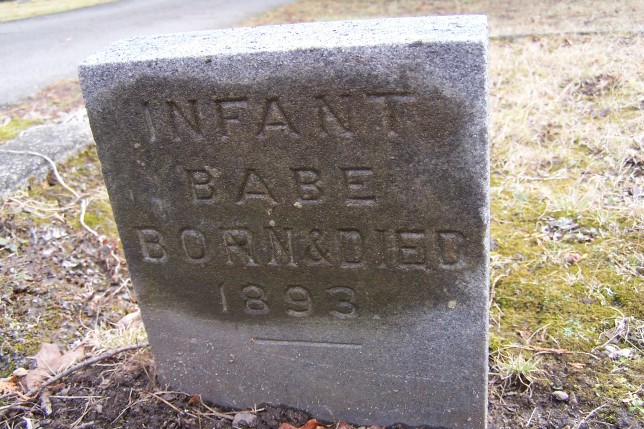 INFANT
BABE
BORN & DIED
1893